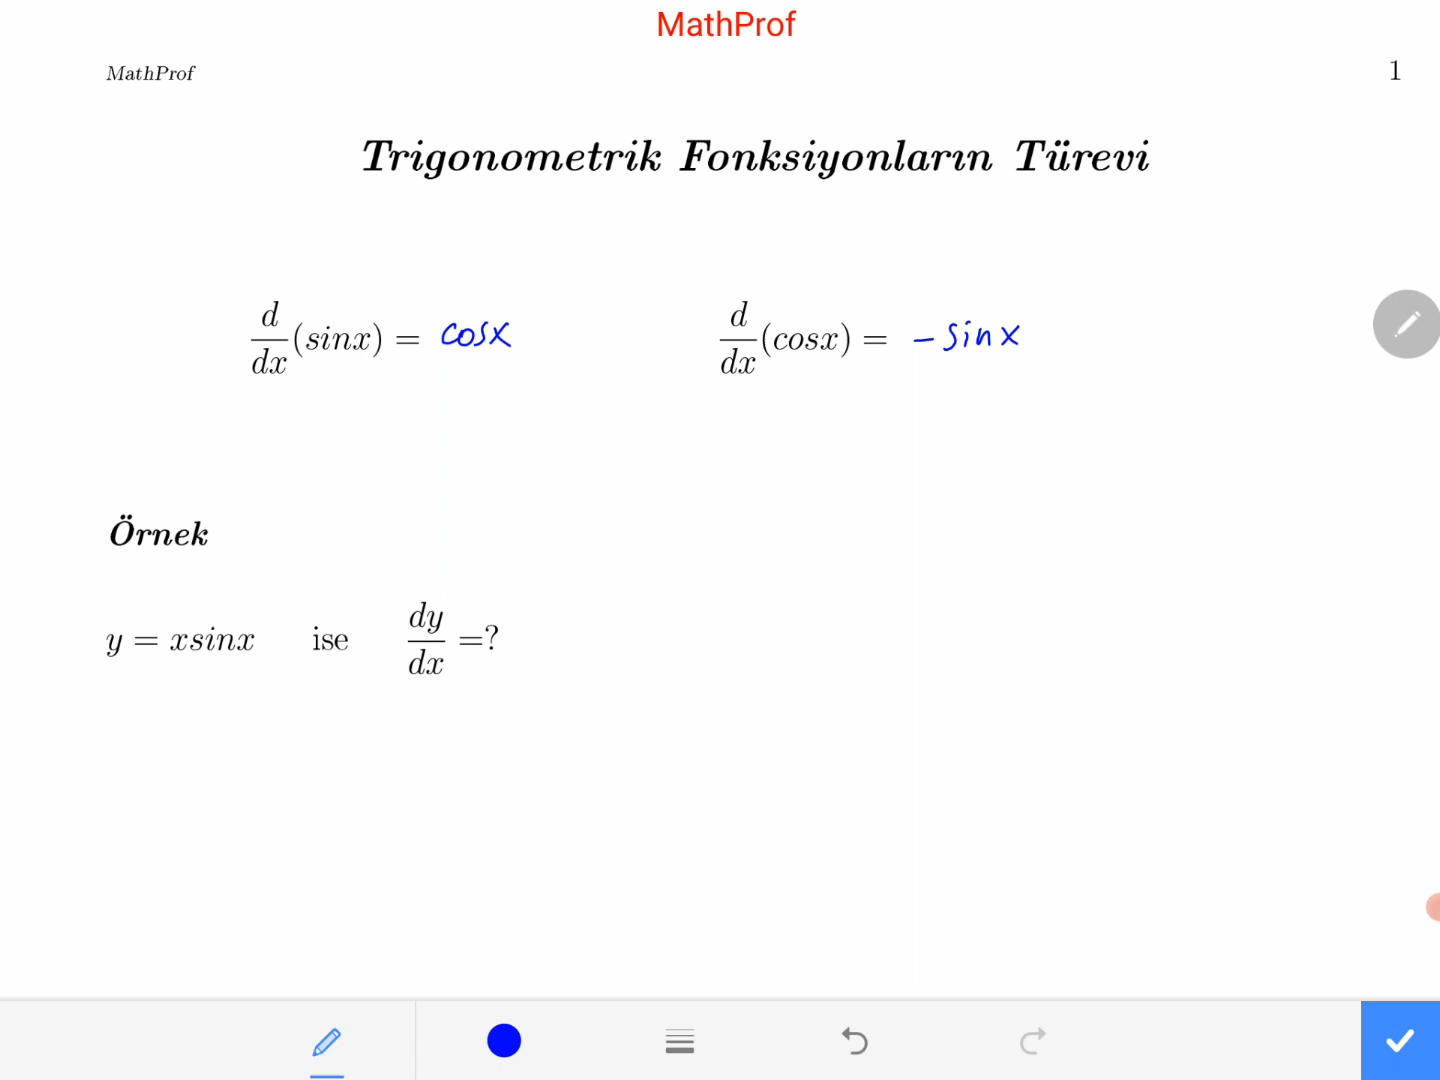 MathProf
MathProf 1
Trigonometrik Fonksiyonların Türevi
d/dx (sinx) = cosx d/dx (cosx) = -sinx
Örnek
y = xsinx ise dy/dx =?